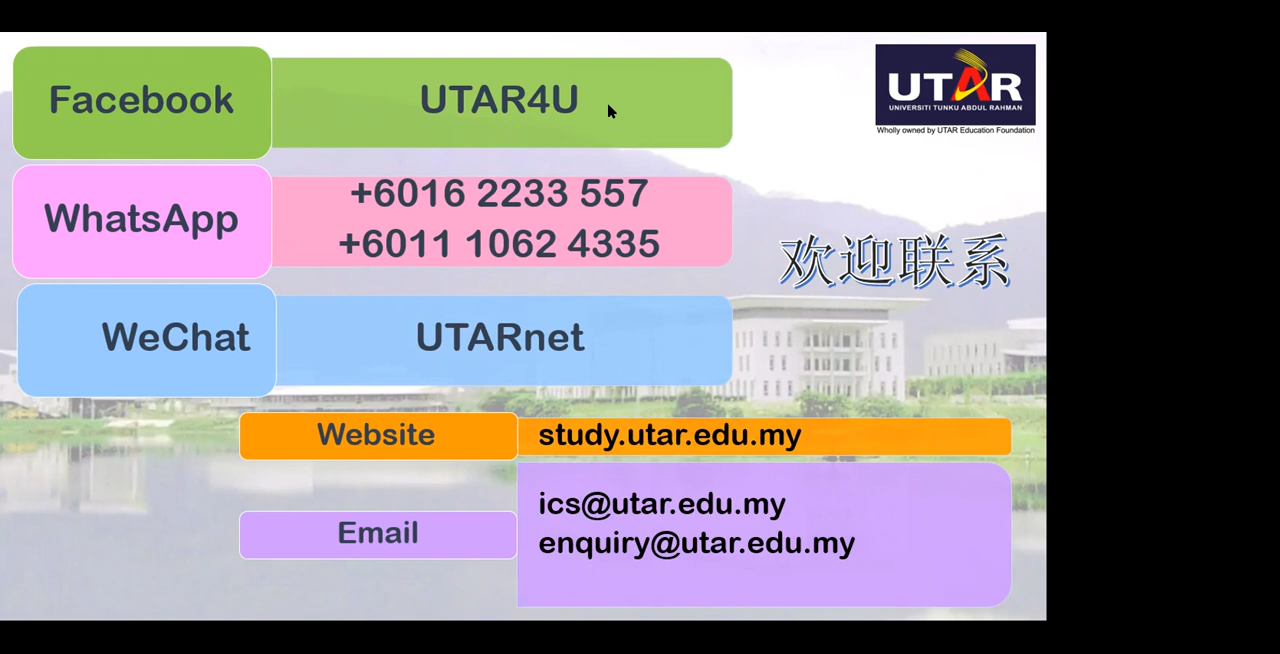 Facebook
UTAR4U
UTAR
UNIVERSITI TUNKU ABDUL RAHMAN
Wholly owned by UTAR Education Foundation
WhatsApp
+6016 2233 557
+6011 1062 4335
欢迎联系
WeChat
UTARnet
Website
study.utar.edu.my
Email
ics@utar.edu.my
enquiry@utar.edu.my